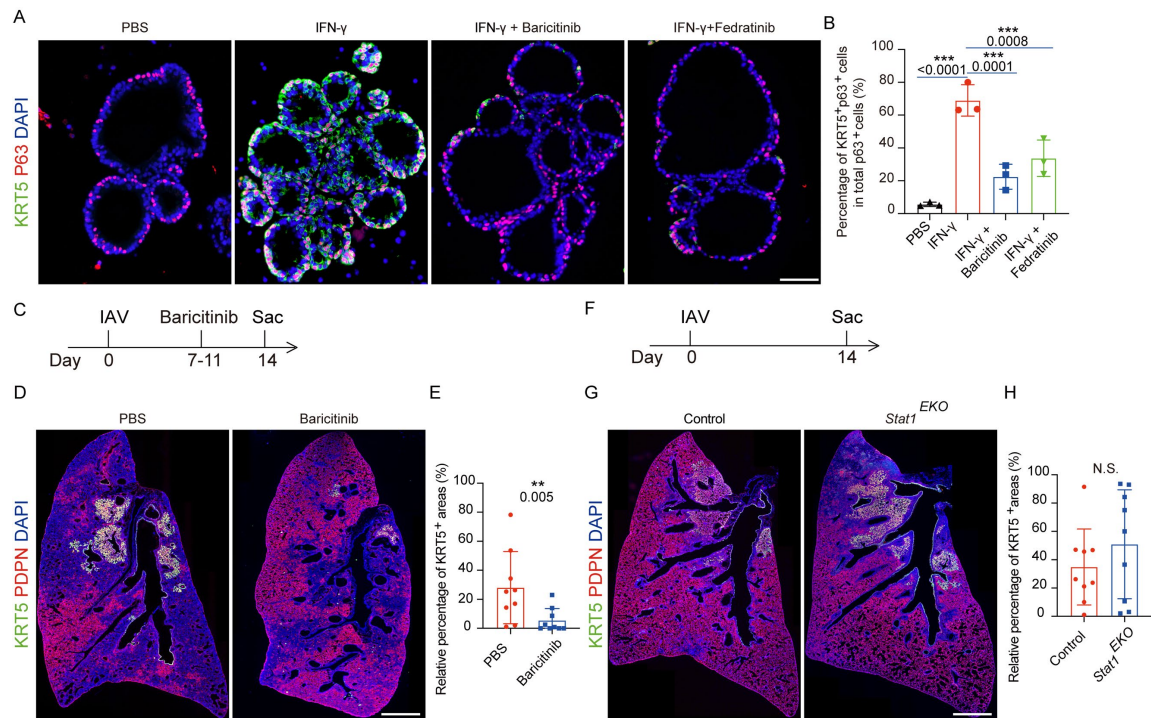 A
PBS
IFN-γ
IFN-γ + Baricitinib
IFN-γ+Fedratinib
KRT5 P63 DAPI
B
Percentage of KRT5+p63+ cells
in total p63+ cells (%)
100
80
60
40
20
0
***
<0.0001
***
0.0001
***
0.0008
PBS
IFN-γ
IFN-γ +
Baricitinib
IFN-γ +
Fedratinib
C
IAV
Baricitinib
Sac
Day
0
7-11
14
F
IAV
Sac
Day
0
14
D
PBS
Baricitinib
KRT5 PDPN DAPI
E
Relative percentage of KRT5+ areas (%)
100
80
60
40
20
0
**
0.005
PBS
Baricitinib
G
Control
Stat1 EKO
KRT5 PDPN DAPI
H
Relative percentage of KRT5+areas (%)
100
80
60
40
20
0
N.S.
Control
Stat1 EKO